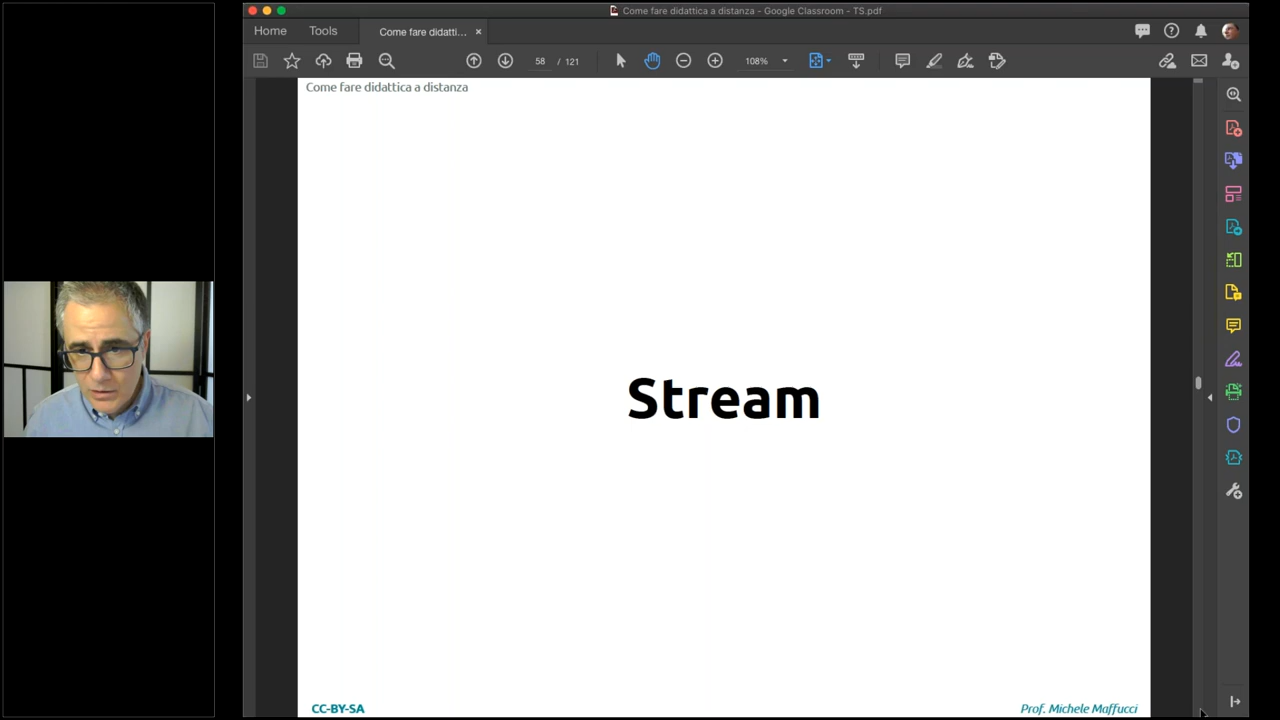 Come fare didattica a distanza - Google Classroom - TS.pdf
Home
Tools
Come fare didatti...
58 / 121
108%
Come fare didattica a distanza
Stream
CC-BY-SA
Prof. Michele Maffucci